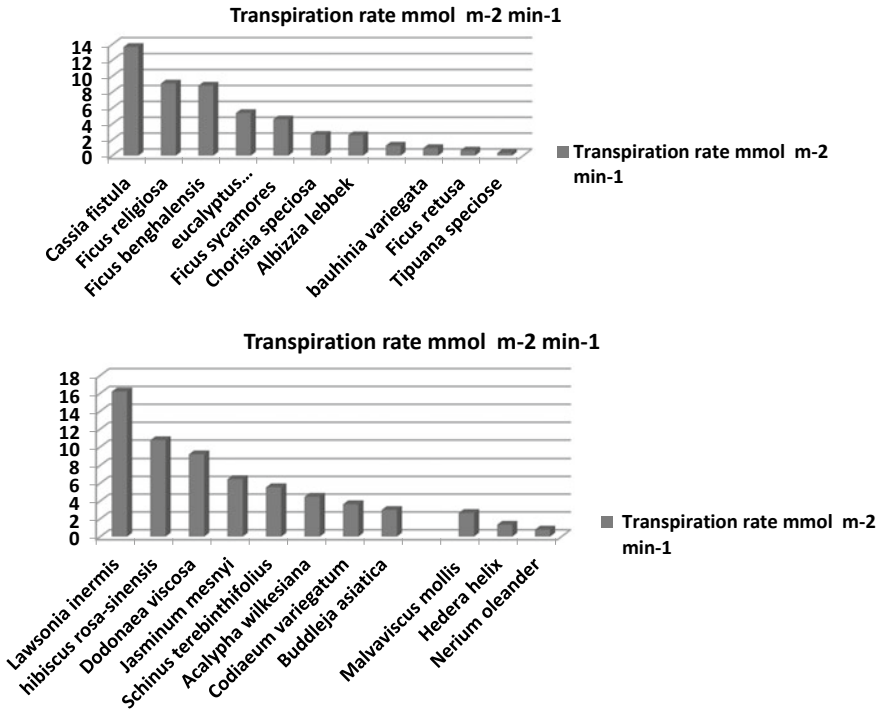 Transpiration rate mmol m-2 min-1
14
12
10
8
6
4
2
0
Cassia fistula
Ficus religiosa
Ficus benghalensis
eucalyptus...
Ficus sycamores
Chorisia speciosa
Albizzia lebbek
bauhinia variegata
Ficus retusa
Tipuana speciose
Transpiration rate mmol m-2
min-1
Transpiration rate mmol m-2 min-1
18
16
14
12
10
8
6
4
2
0
Lawsonia inermis
hibiscus rosa-sinensis
Dodonaea viscosa
Jasminum mesnyi
Schinus terebinthifolius
Acalypha wilkesiana
Codiaeum variegatum
Buddleja asiatica
Malvaviscus mollis
Hedera helix
Nerium oleander
Transpiration rate mmol m-2
min-1